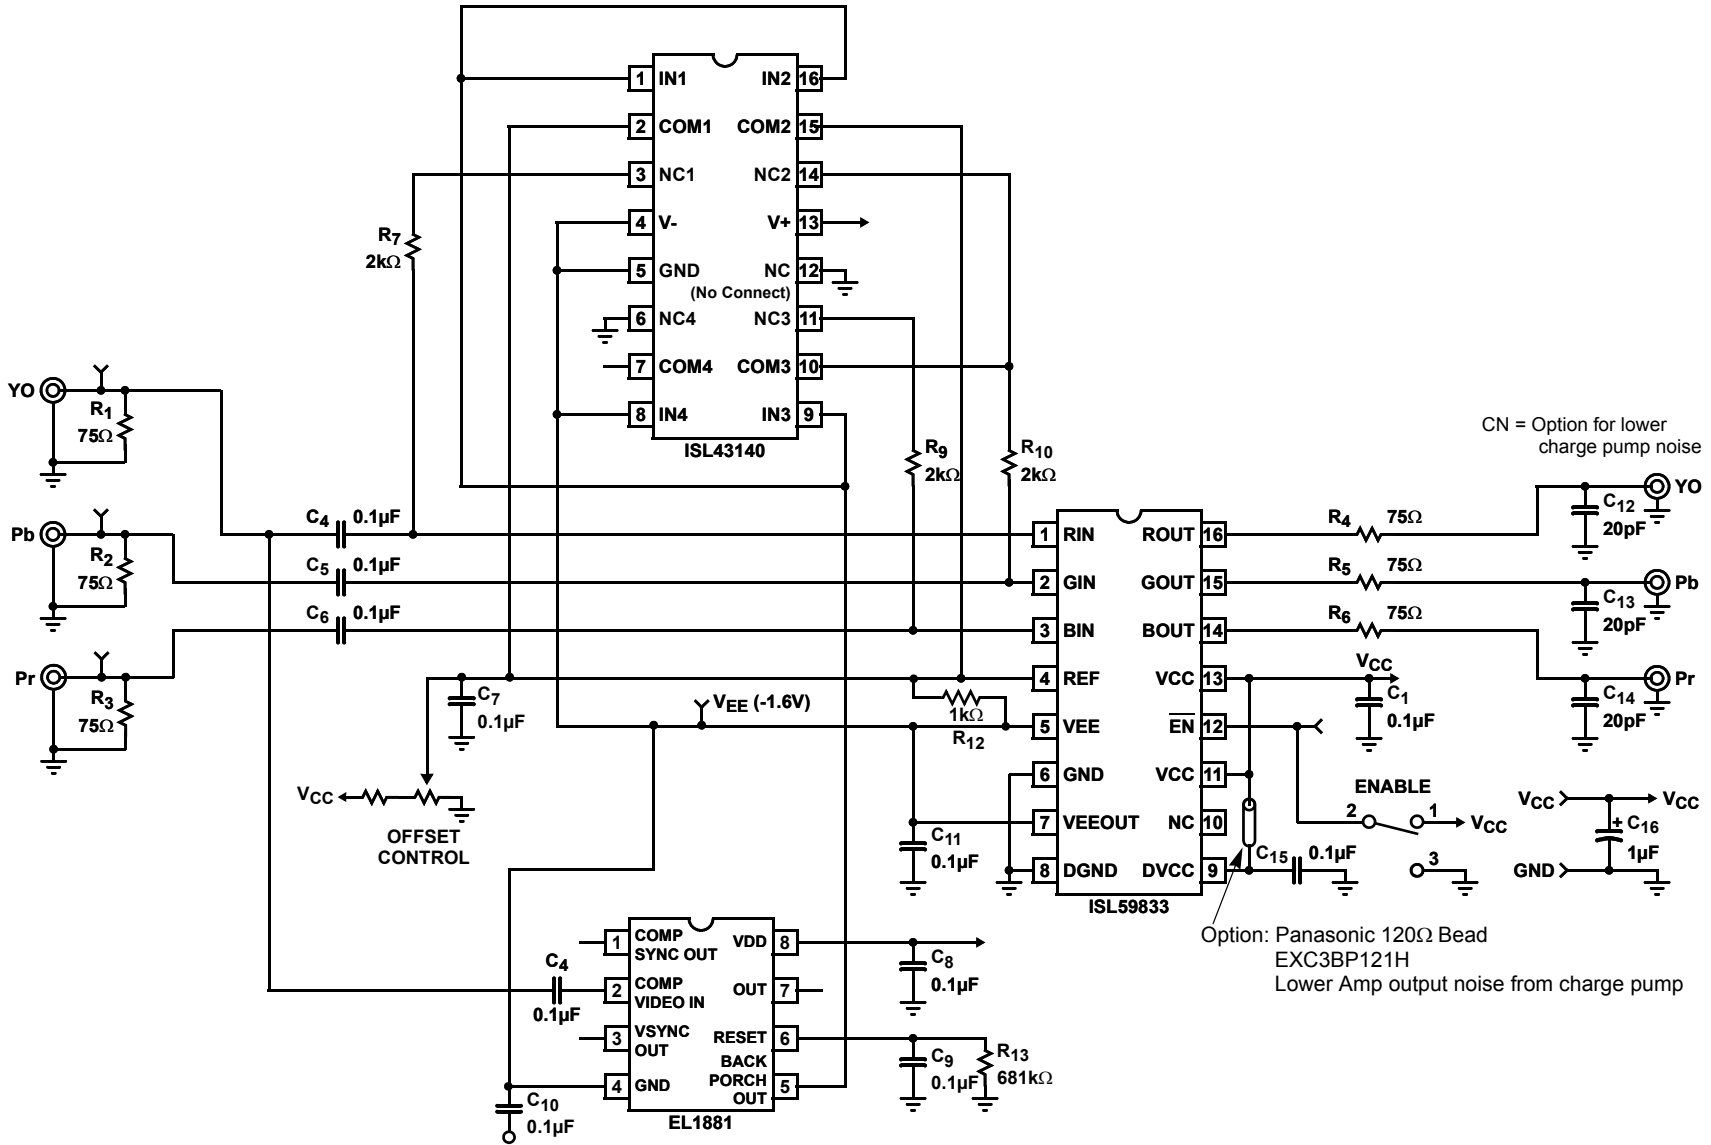 1 IN1 IN2 16
2 COM1 COM2 15
3 NC1 NC2 14
4 V- V+ 13
5 GND NC 12
(No Connect)
6 NC4 NC3 11
7 COM4 COM3 10
8 IN4 IN3 9
ISL43140
R7
2kΩ
YO
R1
75Ω
Pb
R2
75Ω
Pr
R3
75Ω
C4 0.1µF
C5 0.1µF
C6 0.1µF
R9
2kΩ
R10
2kΩ
C7
0.1µF
VEE (-1.6V)
1kΩ
R12
VCC
OFFSET
CONTROL
C11
0.1µF
1 RIN ROUT 16
2 GIN GOUT 15
3 BIN BOUT 14
4 REF VCC 13
5 VEE EN 12
6 GND VCC 11
7 VEEOUT NC 10
8 DGND DVCC 9
ISL59833
R4 75Ω
R5 75Ω
R6 75Ω
CN = Option for lower
charge pump noise
YO
C12
20pF
Pb
C13
20pF
Pr
C14
20pF
VCC
C1
0.1µF
ENABLE
2 1
VCC
3
C15 0.1µF
VCC VCC
+ C16
1µF
GND
Option: Panasonic 120Ω Bead
EXC3BP121H
Lower Amp output noise from charge pump
1 COMP
SYNC OUT
VDD 8
2 COMP
VIDEO IN
OUT 7
3 VSYNC
OUT
RESET 6
4 GND
BACK
PORCH
OUT
5
EL1881
C4
0.1µF
C8
0.1µF
C9
0.1µF
R13
681kΩ
C10
0.1µF